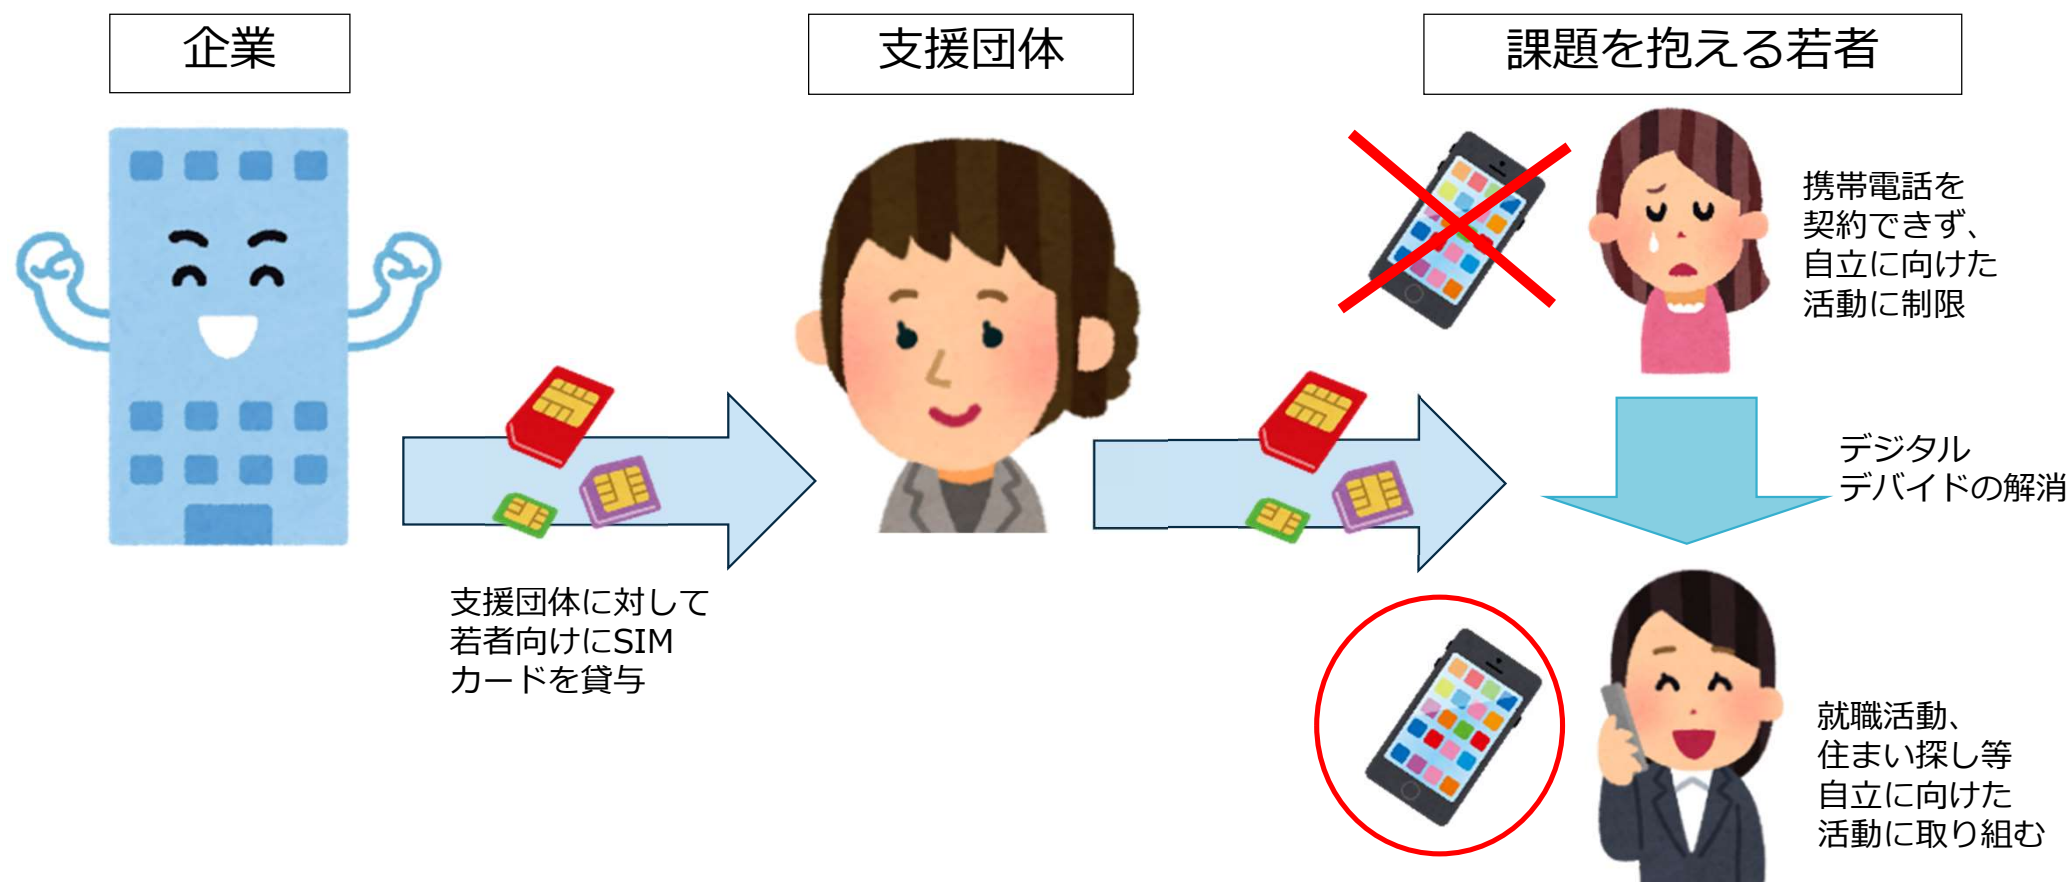 企業
支援団体
課題を抱える若者
携帯電話を
契約できず、
自立に向けた
活動に制限
デジタル
デバイドの解消
支援団体に対して
若者向けにSIM
カードを貸与
就職活動、
住まい探し等
自立に向けた
活動に取り組む